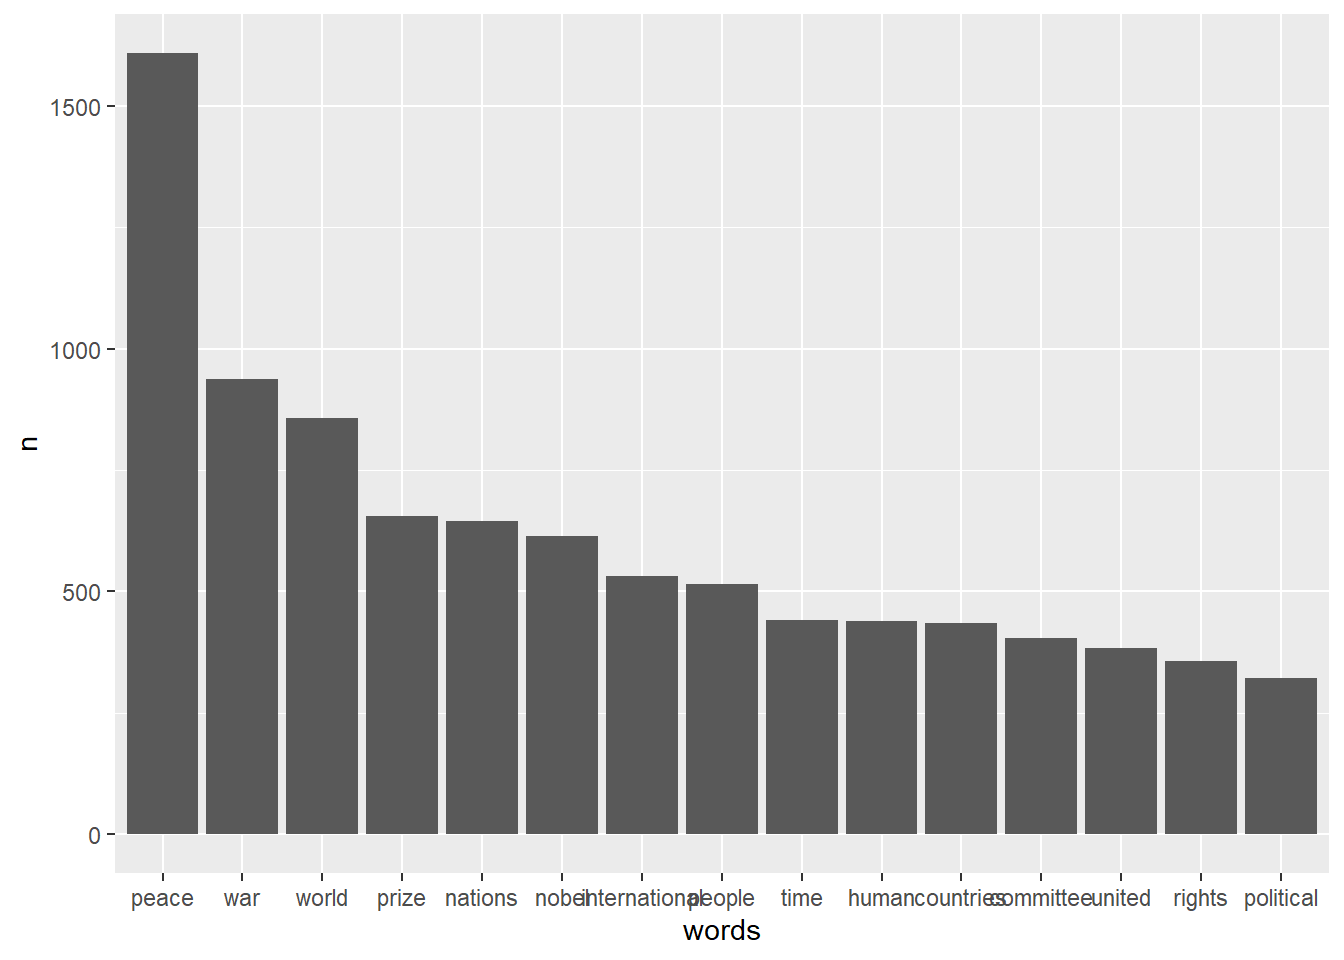 1500
1000
500
0
n
peace war world prize nations nobel international people time human countries committee united rights political
words